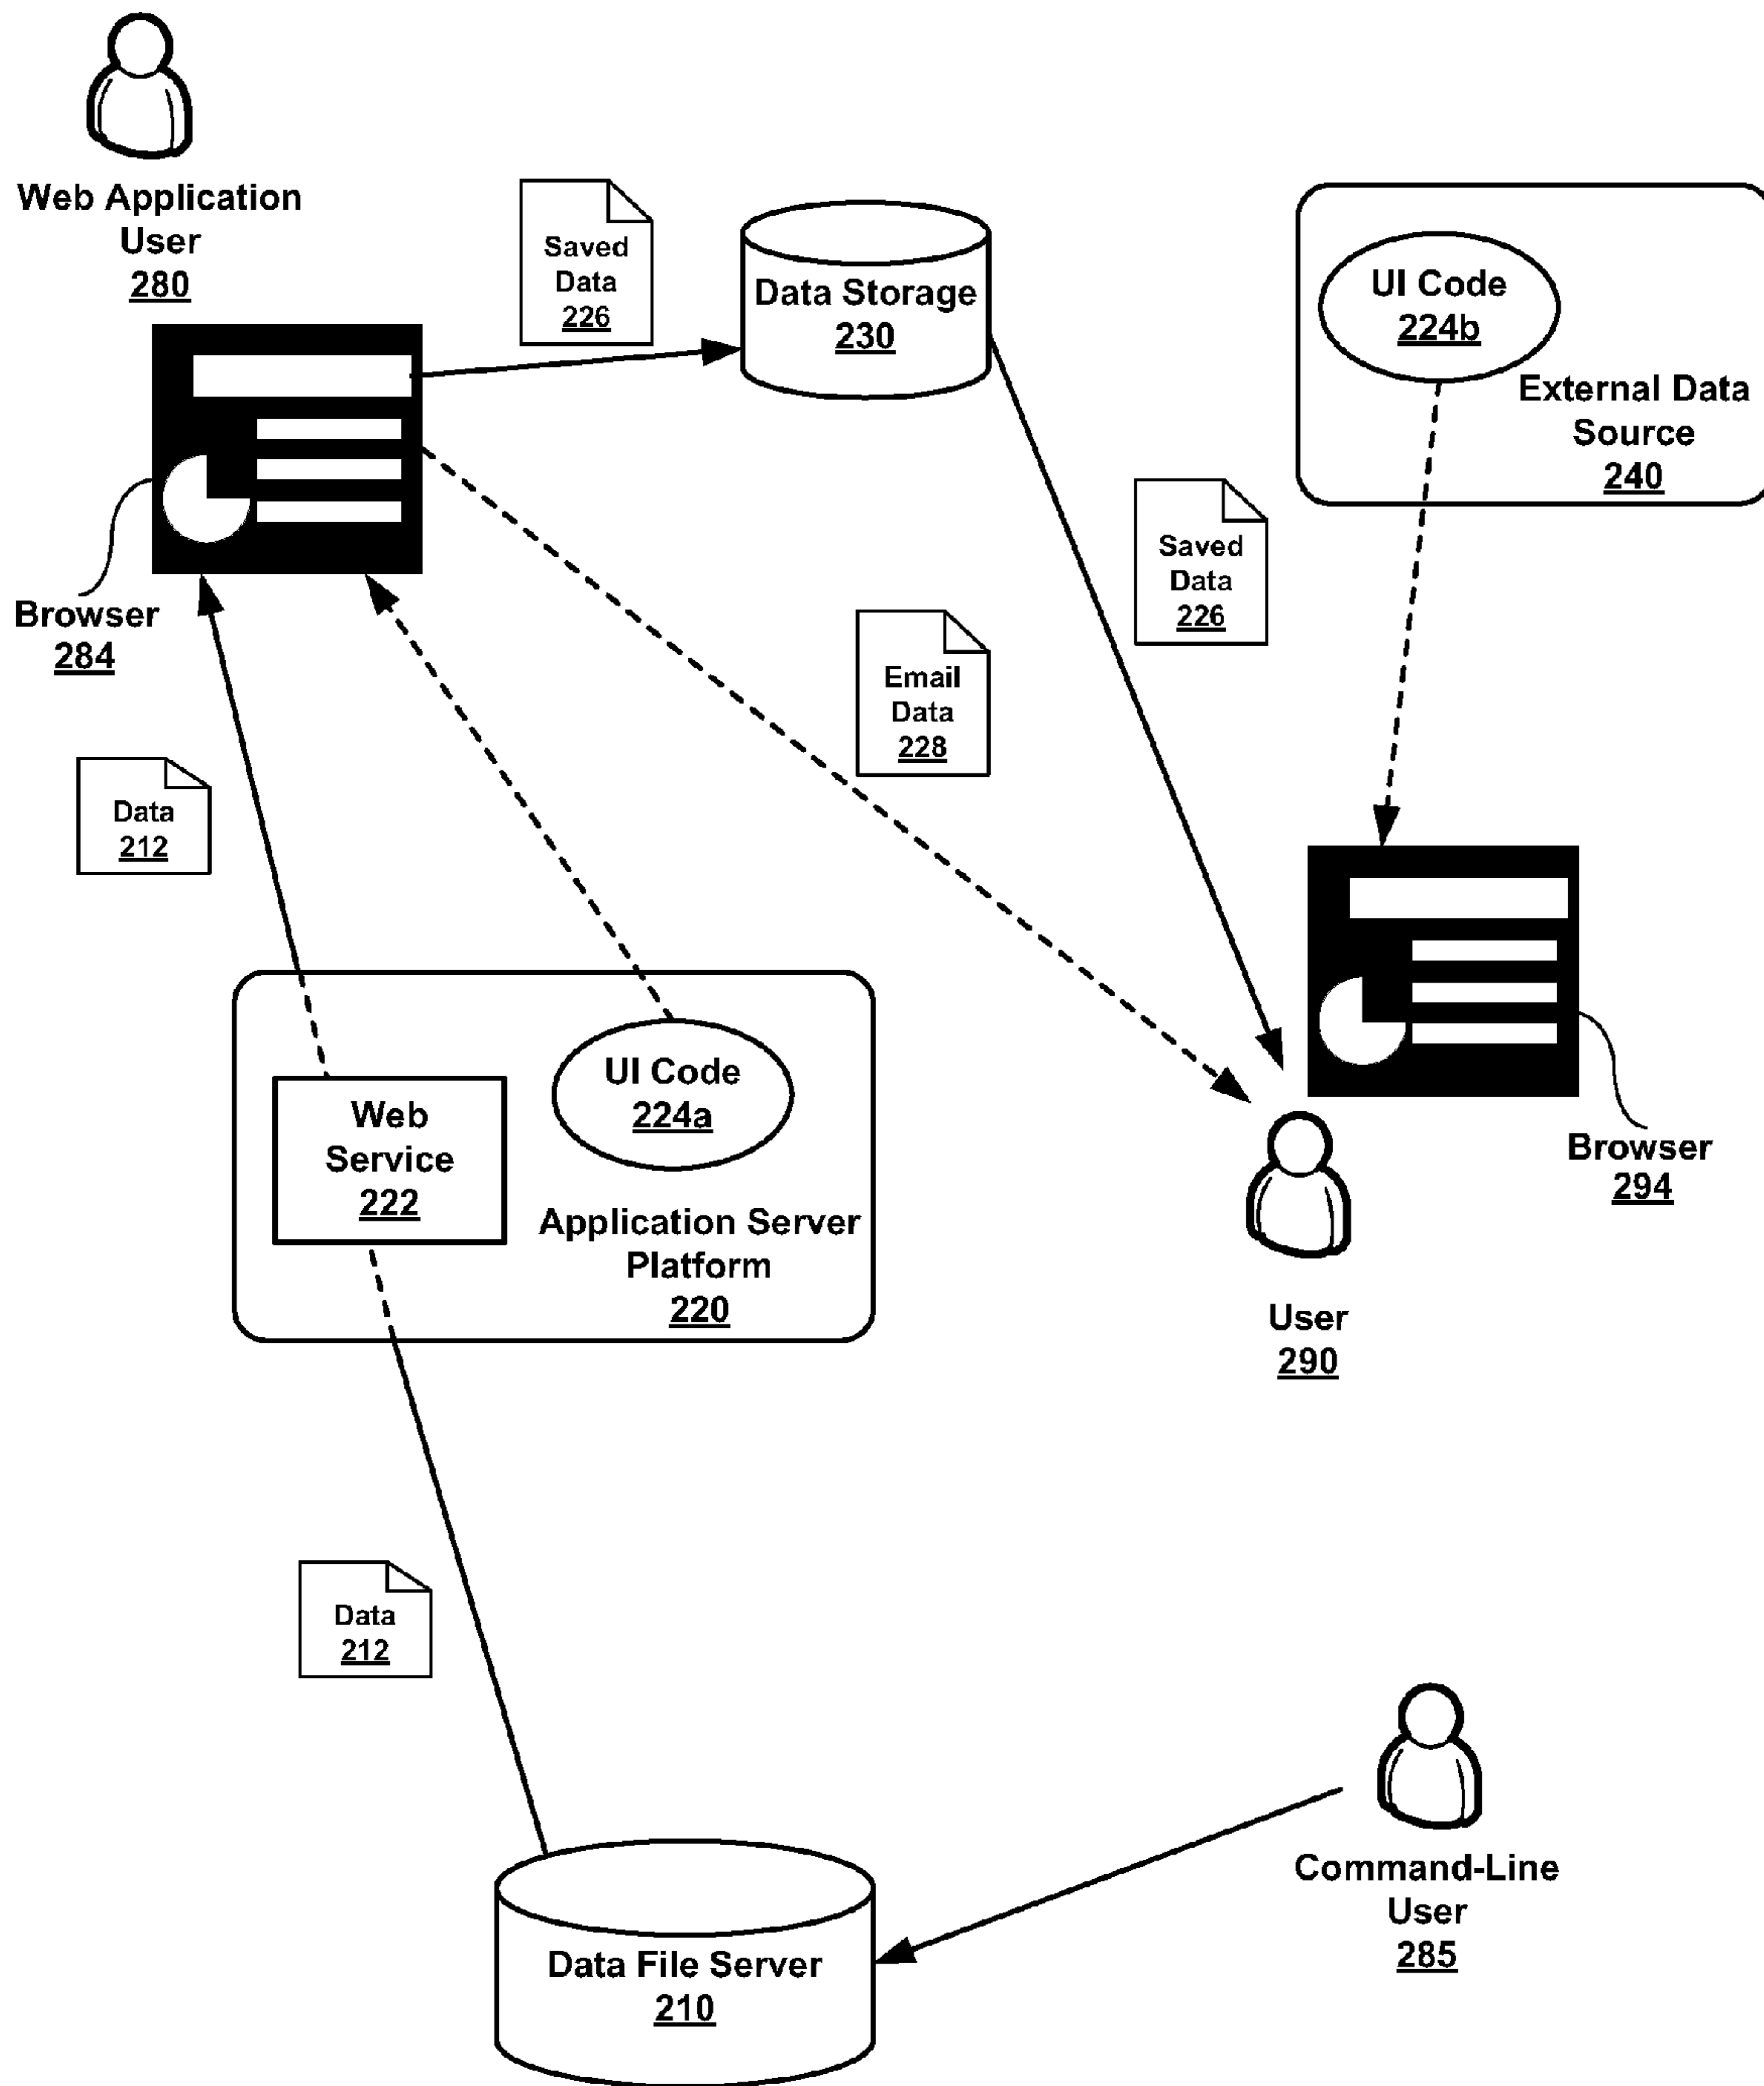 Web Application
User
280
Saved
Data
226
Data Storage
230
UI Code
224b
External Data
Source
240
Saved
Data
226
Browser
284
Email
Data
228
Data
212
UI Code
224a
Web
Service
222
Application Server
Platform
220
Browser
294
User
290
Data
212
Command-Line
User
285
Data File Server
210